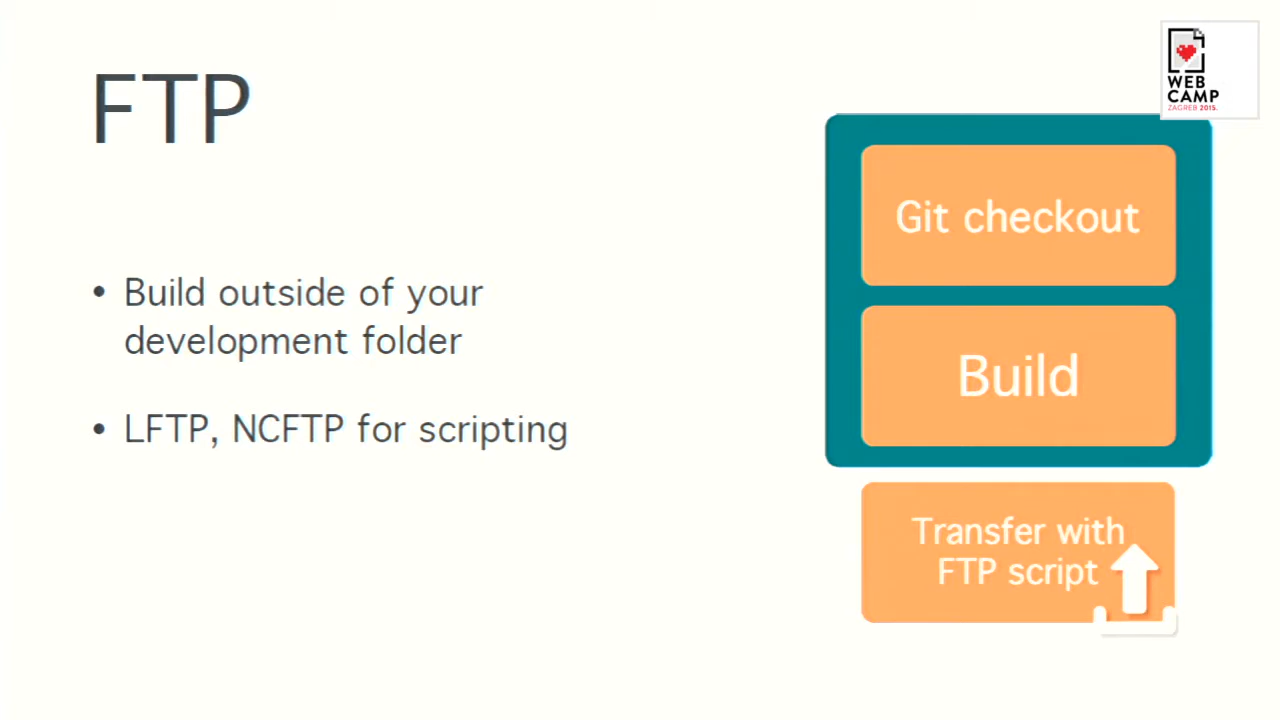 FTP
• Build outside of your
development folder
• LFTP, NCFTP for scripting
WEB
CAMP
ZAGREB 2015.
Git checkout
Build
Transfer with
FTP script